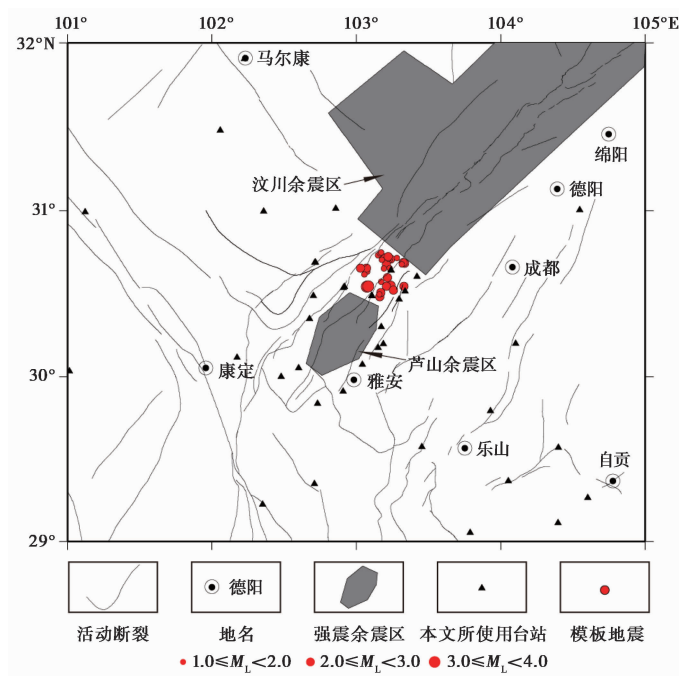 101° 102° 103° 104° 105°E
32°N
马尔康
绵阳
汶川余震区
德阳
31°
成都
芦山余震区
康定
30°
雅安
乐山
自贡
29°
德阳
活动断裂 地名 强震余震区 本文所使用台站 模板地震
1.0≤M_L<2.0 2.0≤M_L<3.0 3.0≤M_L<4.0